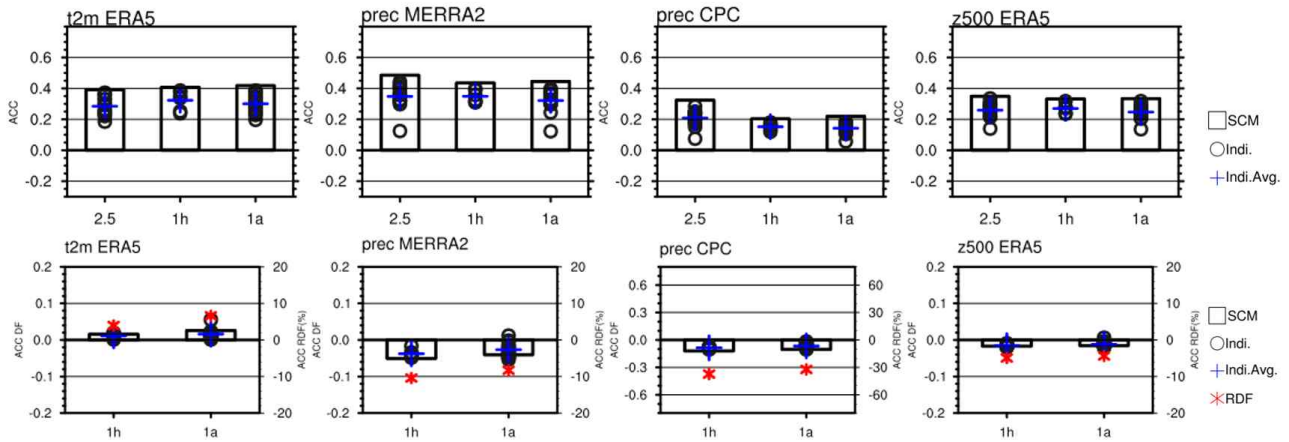 t2m ERA5
prec MERRA2
prec CPC
z500 ERA5
ACC
0.6
0.4
0.2
0.0
-0.2
2.5
1h
1a
ACC
0.6
0.4
0.2
0.0
-0.2
2.5
1h
1a
ACC
0.6
0.4
0.2
0.0
-0.2
2.5
1h
1a
ACC
0.6
0.4
0.2
0.0
-0.2
2.5
1h
1a
SCM
Indi.
Indi.Avg.
t2m ERA5
prec MERRA2
prec CPC
z500 ERA5
ACC DF
0.2
0.1
0.0
-0.1
-0.2
20
10
0
-10
-20
ACC RDF(%)
1h
1a
ACC DF
0.2
0.1
0.0
-0.1
-0.2
20
10
0
-10
-20
ACC RDF(%)
1h
1a
ACC DF
0.6
0.3
0.0
-0.3
-0.6
60
30
0
-30
-60
ACC RDF(%)
1h
1a
ACC DF
0.2
0.1
0.0
-0.1
-0.2
20
10
0
-10
-20
ACC RDF(%)
1h
1a
SCM
Indi.
Indi.Avg.
RDF